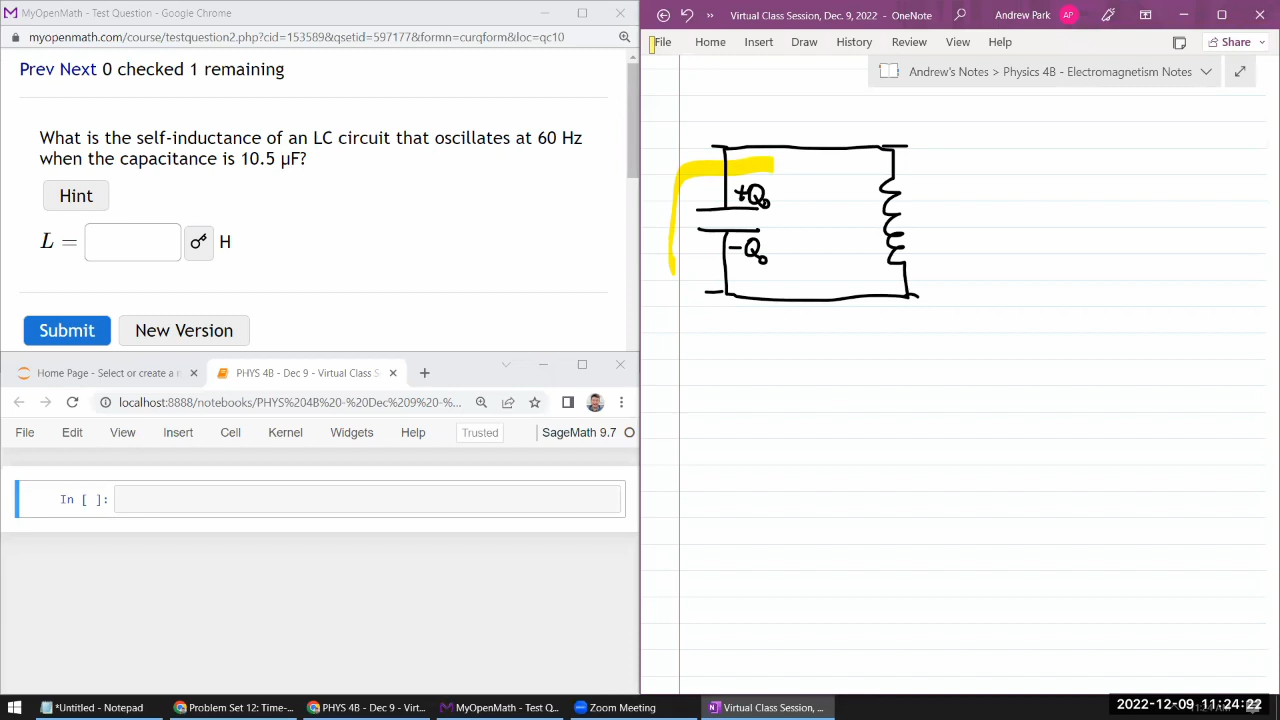 MyOpenMath - Test Question - Google Chrome
myopenmath.com/course/testquestion2.php?cid=153589&qsetid=597177&formn=curqform&loc=qc10
Prev Next 0 checked 1 remaining
What is the self-inductance of an LC circuit that oscillates at 60 Hz
when the capacitance is 10.5 μF?
Hint
L = H
Submit New Version
Home Page - Select or create a n
PHYS 4B - Dec 9 - Virtual Class S
localhost:8888/notebooks/PHYS%204B%20-%20Dec%209%20-%...
File Edit View Insert Cell Kernel Widgets Help Trusted SageMath 9.7
In [ ]:
Virtual Class Session, Dec. 9, 2022 - OneNote
Andrew Park AP
File Home Insert Draw History Review View Help Share
Andrew's Notes > Physics 4B - Electromagnetism Notes
+Q₀
-Q₀
*Untitled - Notepad
Problem Set 12: Time-...
PHYS 4B - Dec 9 - Virt...
MyOpenMath - Test Q...
Zoom Meeting
Virtual Class Session, ...
2022-12-09 11:24:22